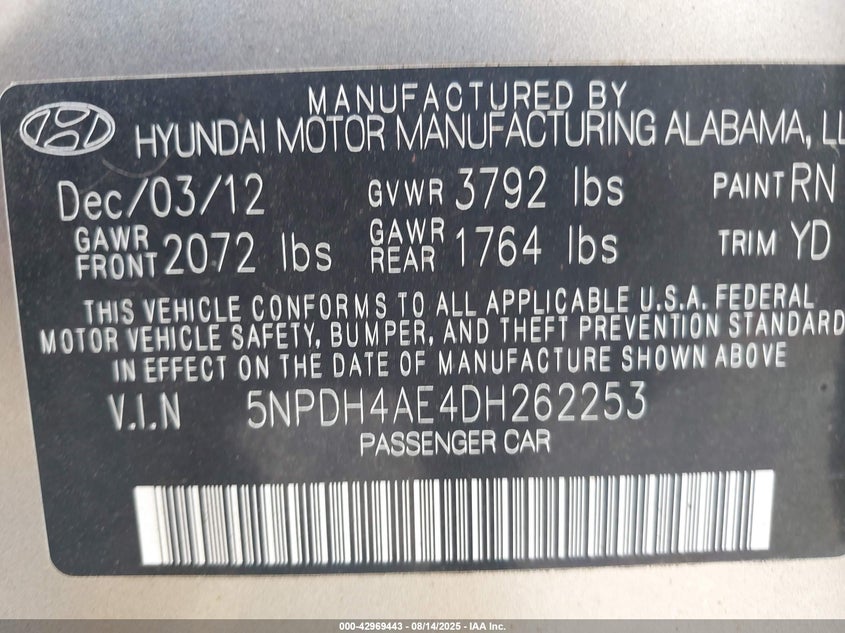 MANUFACTURED BY
HYUNDAI MOTOR MANUFACTURING ALABAMA, LL
Dec/03/12 GVWR 3792 lbs PAINT RN
GAWR FRONT 2072 lbs GAWR REAR 1764 lbs TRIM YD
THIS VEHICLE CONFORMS TO ALL APPLICABLE U.S.A. FEDERAL
MOTOR VEHICLE SAFETY, BUMPER, AND THEFT PREVENTION STANDARD
IN EFFECT ON THE DATE OF MANUFACTURE SHOWN ABOVE
V.I.N 5NPDH4AE4DH262253
PASSENGER CAR
000-42969443 - 08/14/2025 - IAA Inc.